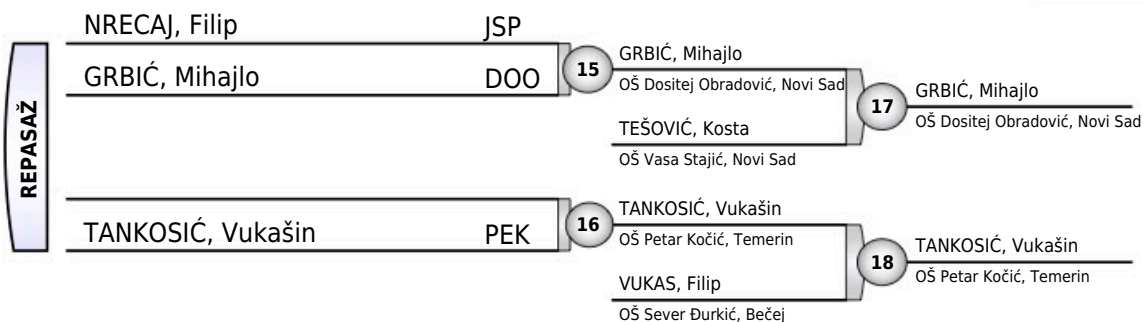 REPASAŽ
NRECAJ, Filip JSP
GRBIĆ, Mihajlo DOO
15
GRBIĆ, Mihajlo
OŠ Dositej Obradović, Novi Sad
TEŠOVIĆ, Kosta
OŠ Vasa Stajić, Novi Sad
17
GRBIĆ, Mihajlo
OŠ Dositej Obradović, Novi Sad
TANKOSIĆ, Vukašin PEK
16
TANKOSIĆ, Vukašin
OŠ Petar Kočić, Temerin
VUKAS, Filip
OŠ Sever Đurkić, Bečej
18
TANKOSIĆ, Vukašin
OŠ Petar Kočić, Temerin